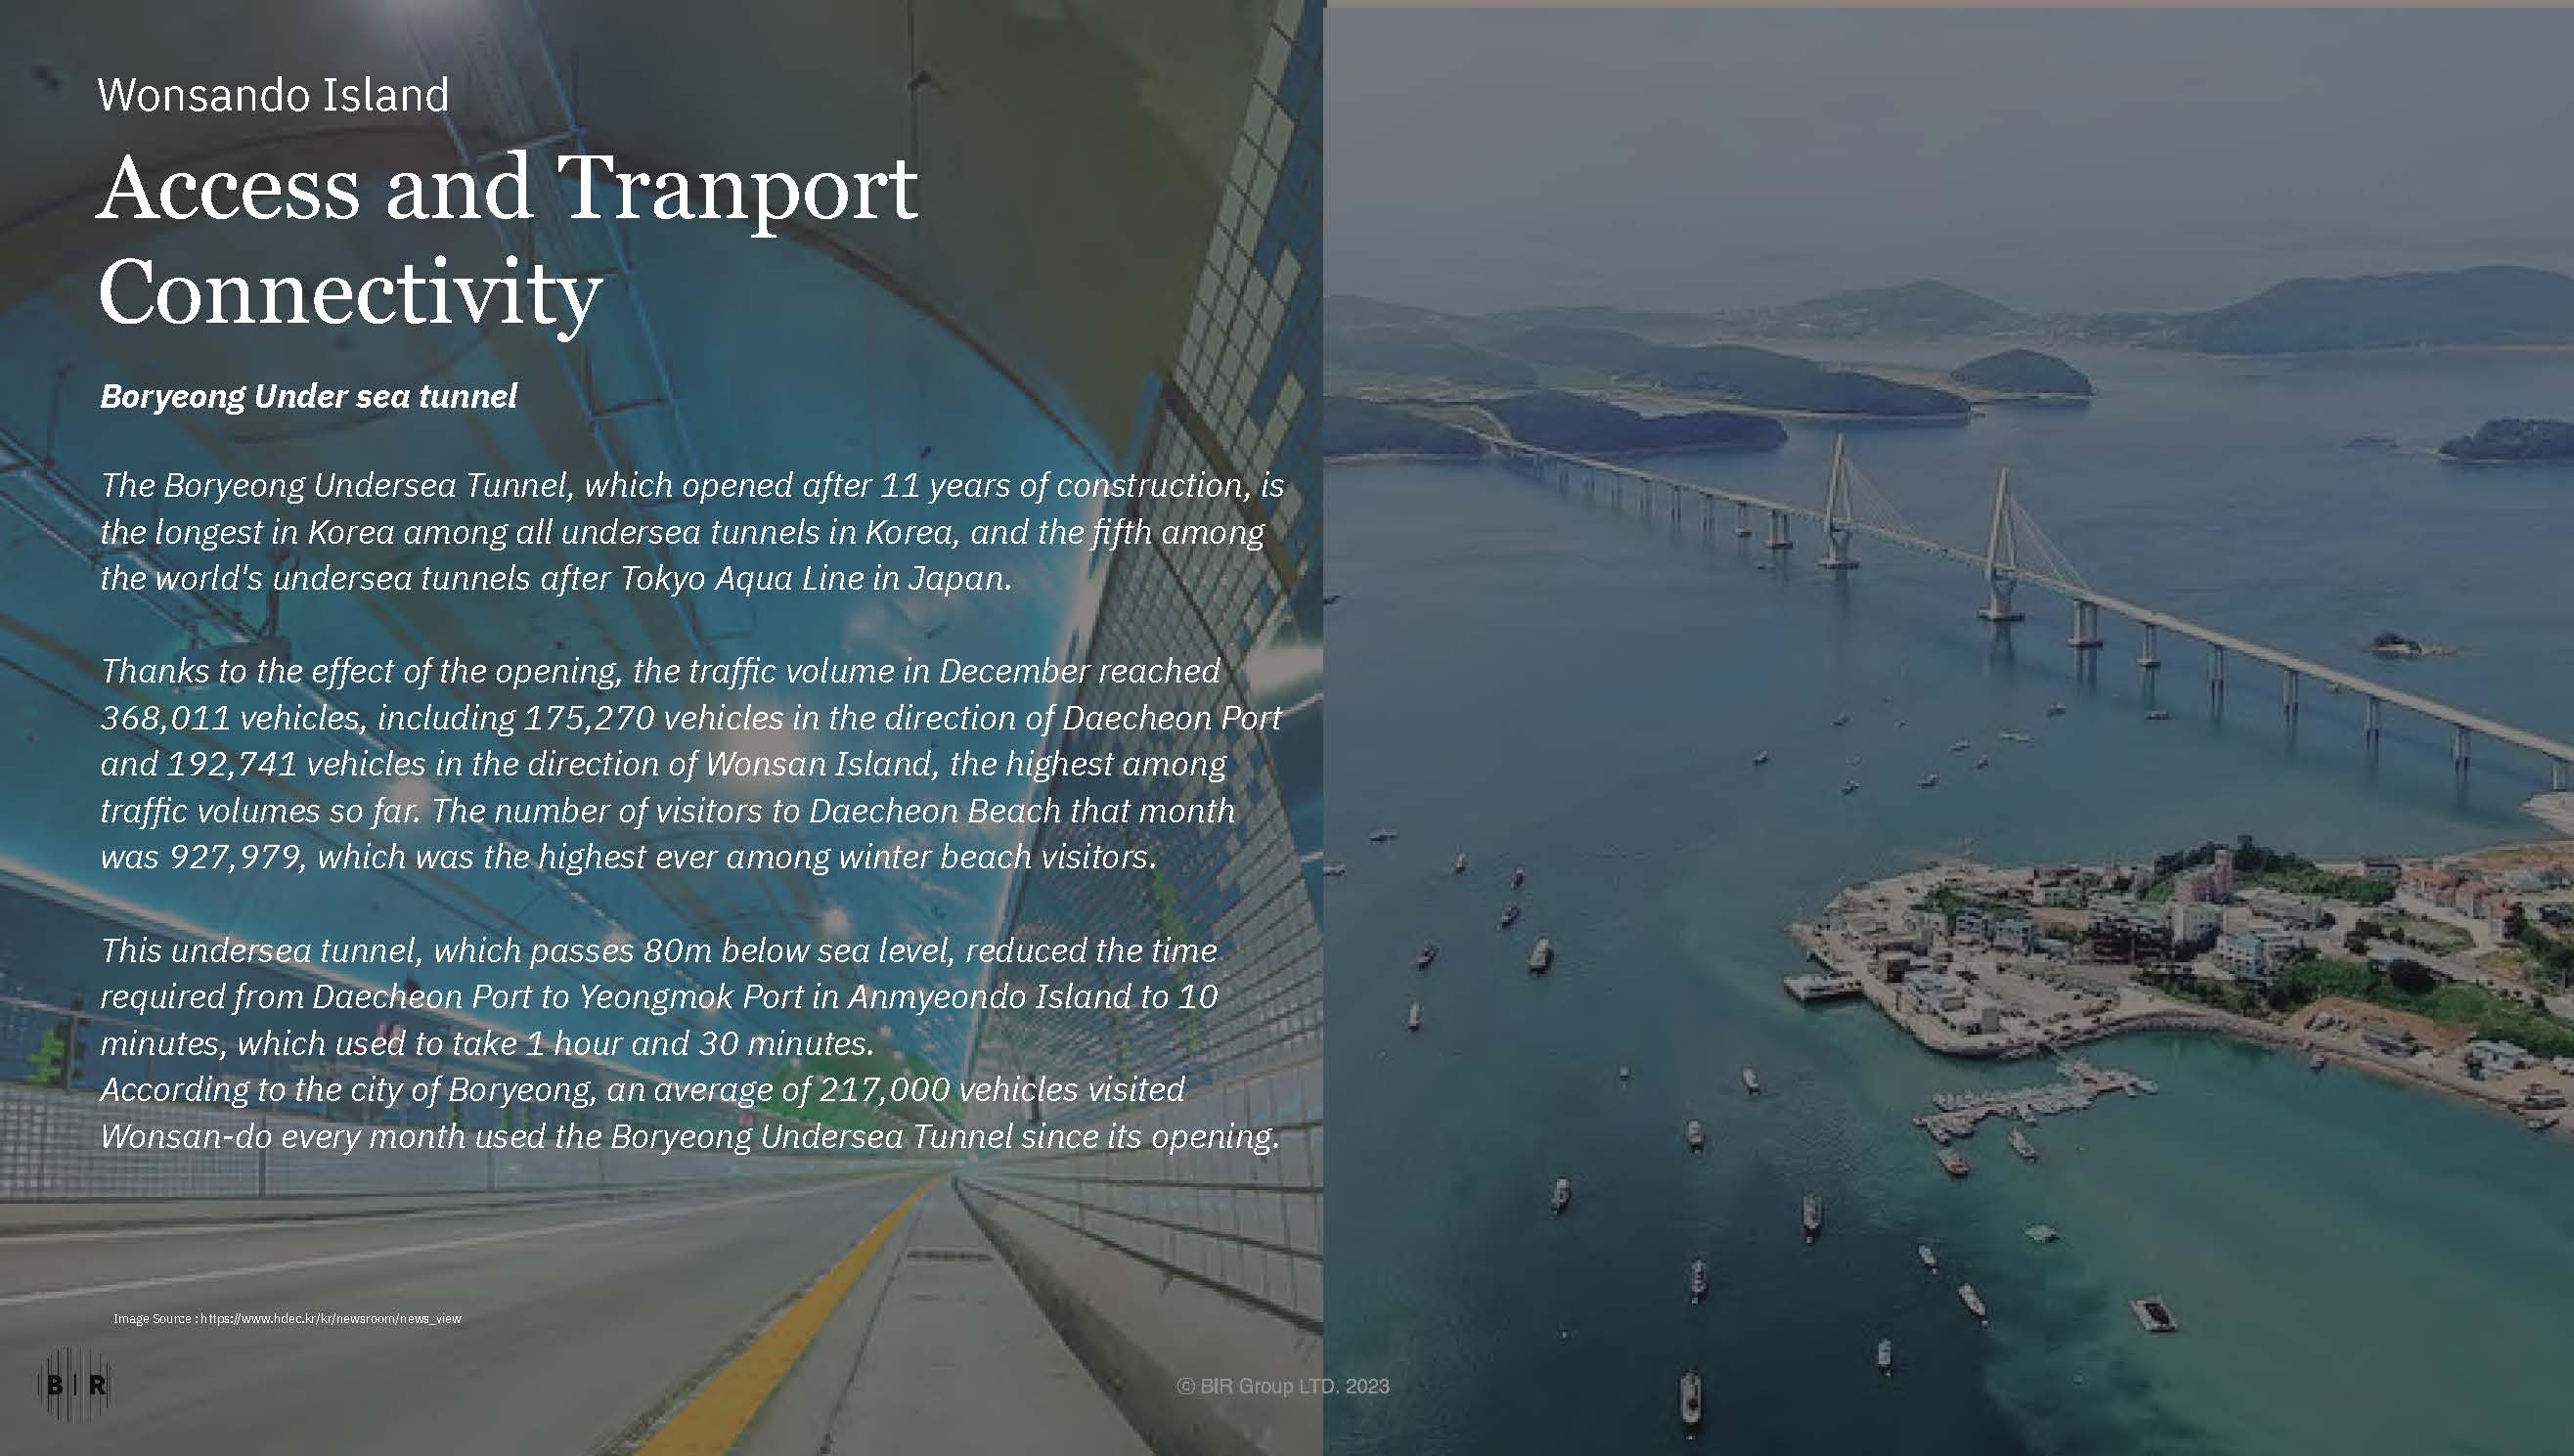 Wonsando Island
Access and Tranport
Connectivity
Boryeong Under sea tunnel
The Boryeong Undersea Tunnel, which opened after 11 years of construction, is
the longest in Korea among all undersea tunnels in Korea, and the fifth among
the world's undersea tunnels after Tokyo Aqua Line in Japan.
Thanks to the effect of the opening, the traffic volume in December reached
368,011 vehicles, including 175,270 vehicles in the direction of Daecheon Port
and 192,741 vehicles in the direction of Wonsan Island, the highest among
traffic volumes so far. The number of visitors to Daecheon Beach that month
was 927,979, which was the highest ever among winter beach visitors.
This undersea tunnel, which passes 80m below sea level, reduced the time
required from Daecheon Port to Yeongmok Port in Anmyeondo Island to 10
minutes, which used to take 1 hour and 30 minutes.
According to the city of Boryeong, an average of 217,000 vehicles visited
Wonsan-do every month used the Boryeong Undersea Tunnel since its opening.
Image Source : https://www.hdec.kr/kr/newsroom/news_view
B I R
© BIR Group LTD, 2023